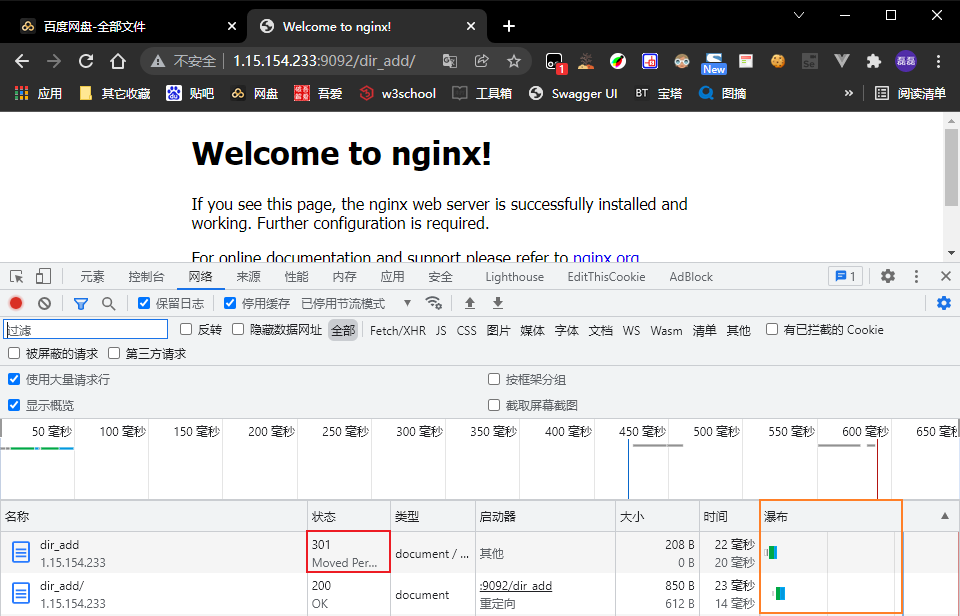 百度网盘-全部文件
Welcome to nginx!
不安全
1.15.154.233:9092/dir_add/
1
New
磊磊
应用
其它收藏
贴吧
网盘
吾爱
w3school
工具箱
Swagger UI
BT 宝塔
图摘
»
阅读清单
Welcome to nginx!
If you see this page, the nginx web server is successfully installed and
working. Further configuration is required.
For online documentation and support please refer to nginx.org
元素
控制台
网络
来源
性能
内存
应用
安全
Lighthouse
EditThisCookie
AdBlock
1
保留日志
停用缓存
已停用节流模式
过滤
反转
隐藏数据网址
全部
Fetch/XHR
JS
CSS
图片
媒体
字体
文档
WS
Wasm
清单
其他
有已拦截的 Cookie
被屏蔽的请求
第三方请求
使用大量请求行
按框架分组
显示概览
截取屏幕截图
50 毫秒
100 毫秒
150 毫秒
200 毫秒
250 毫秒
300 毫秒
350 毫秒
400 毫秒
450 毫秒
500 毫秒
550 毫秒
600 毫秒
650 毫秒
名称
状态
类型
启动器
大小
时间
瀑布
dir_add
1.15.154.233
301
Moved Per...
document / ...
其他
208 B
0 B
22 毫秒
20 毫秒
dir_add/
1.15.154.233
200
OK
document
:9092/dir_add
重定向
850 B
612 B
23 毫秒
14 毫秒